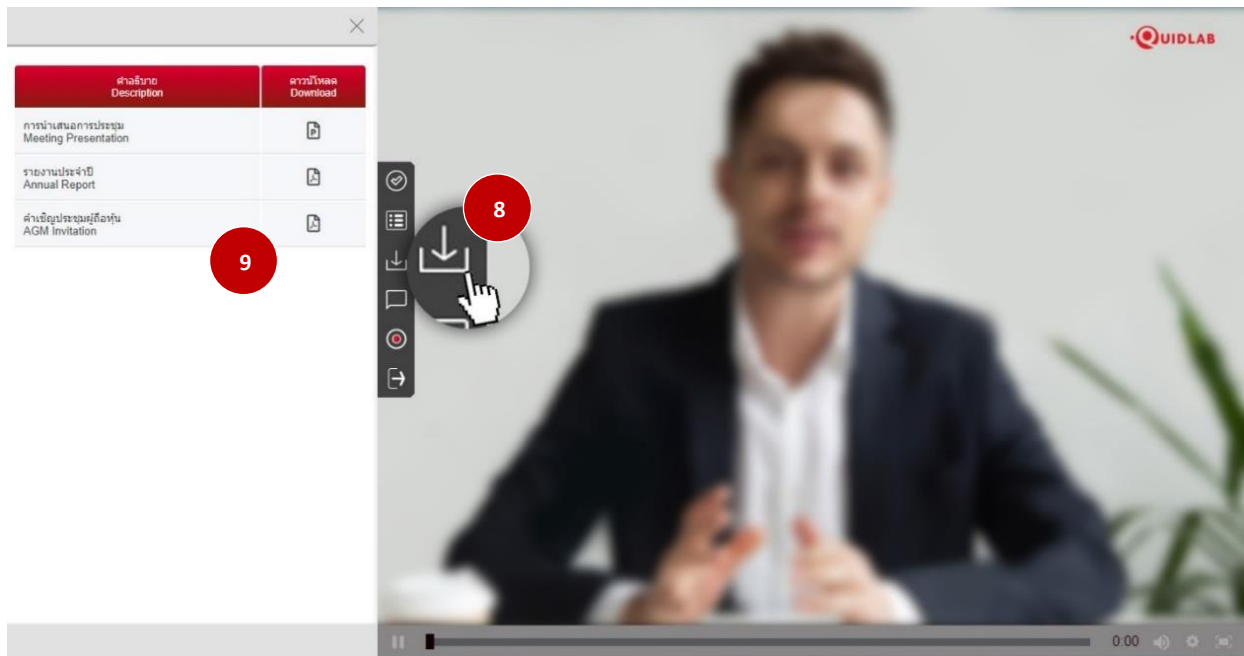 QUIDLAB
คำอธิบาย
Description
ดาวน์โหลด
Download
การนำเสนอการประชุม
Meeting Presentation
รายงานประจำปี
Annual Report
คำเชิญประชุมผู้ถือหุ้น
AGM Invitation
8
9
0:00